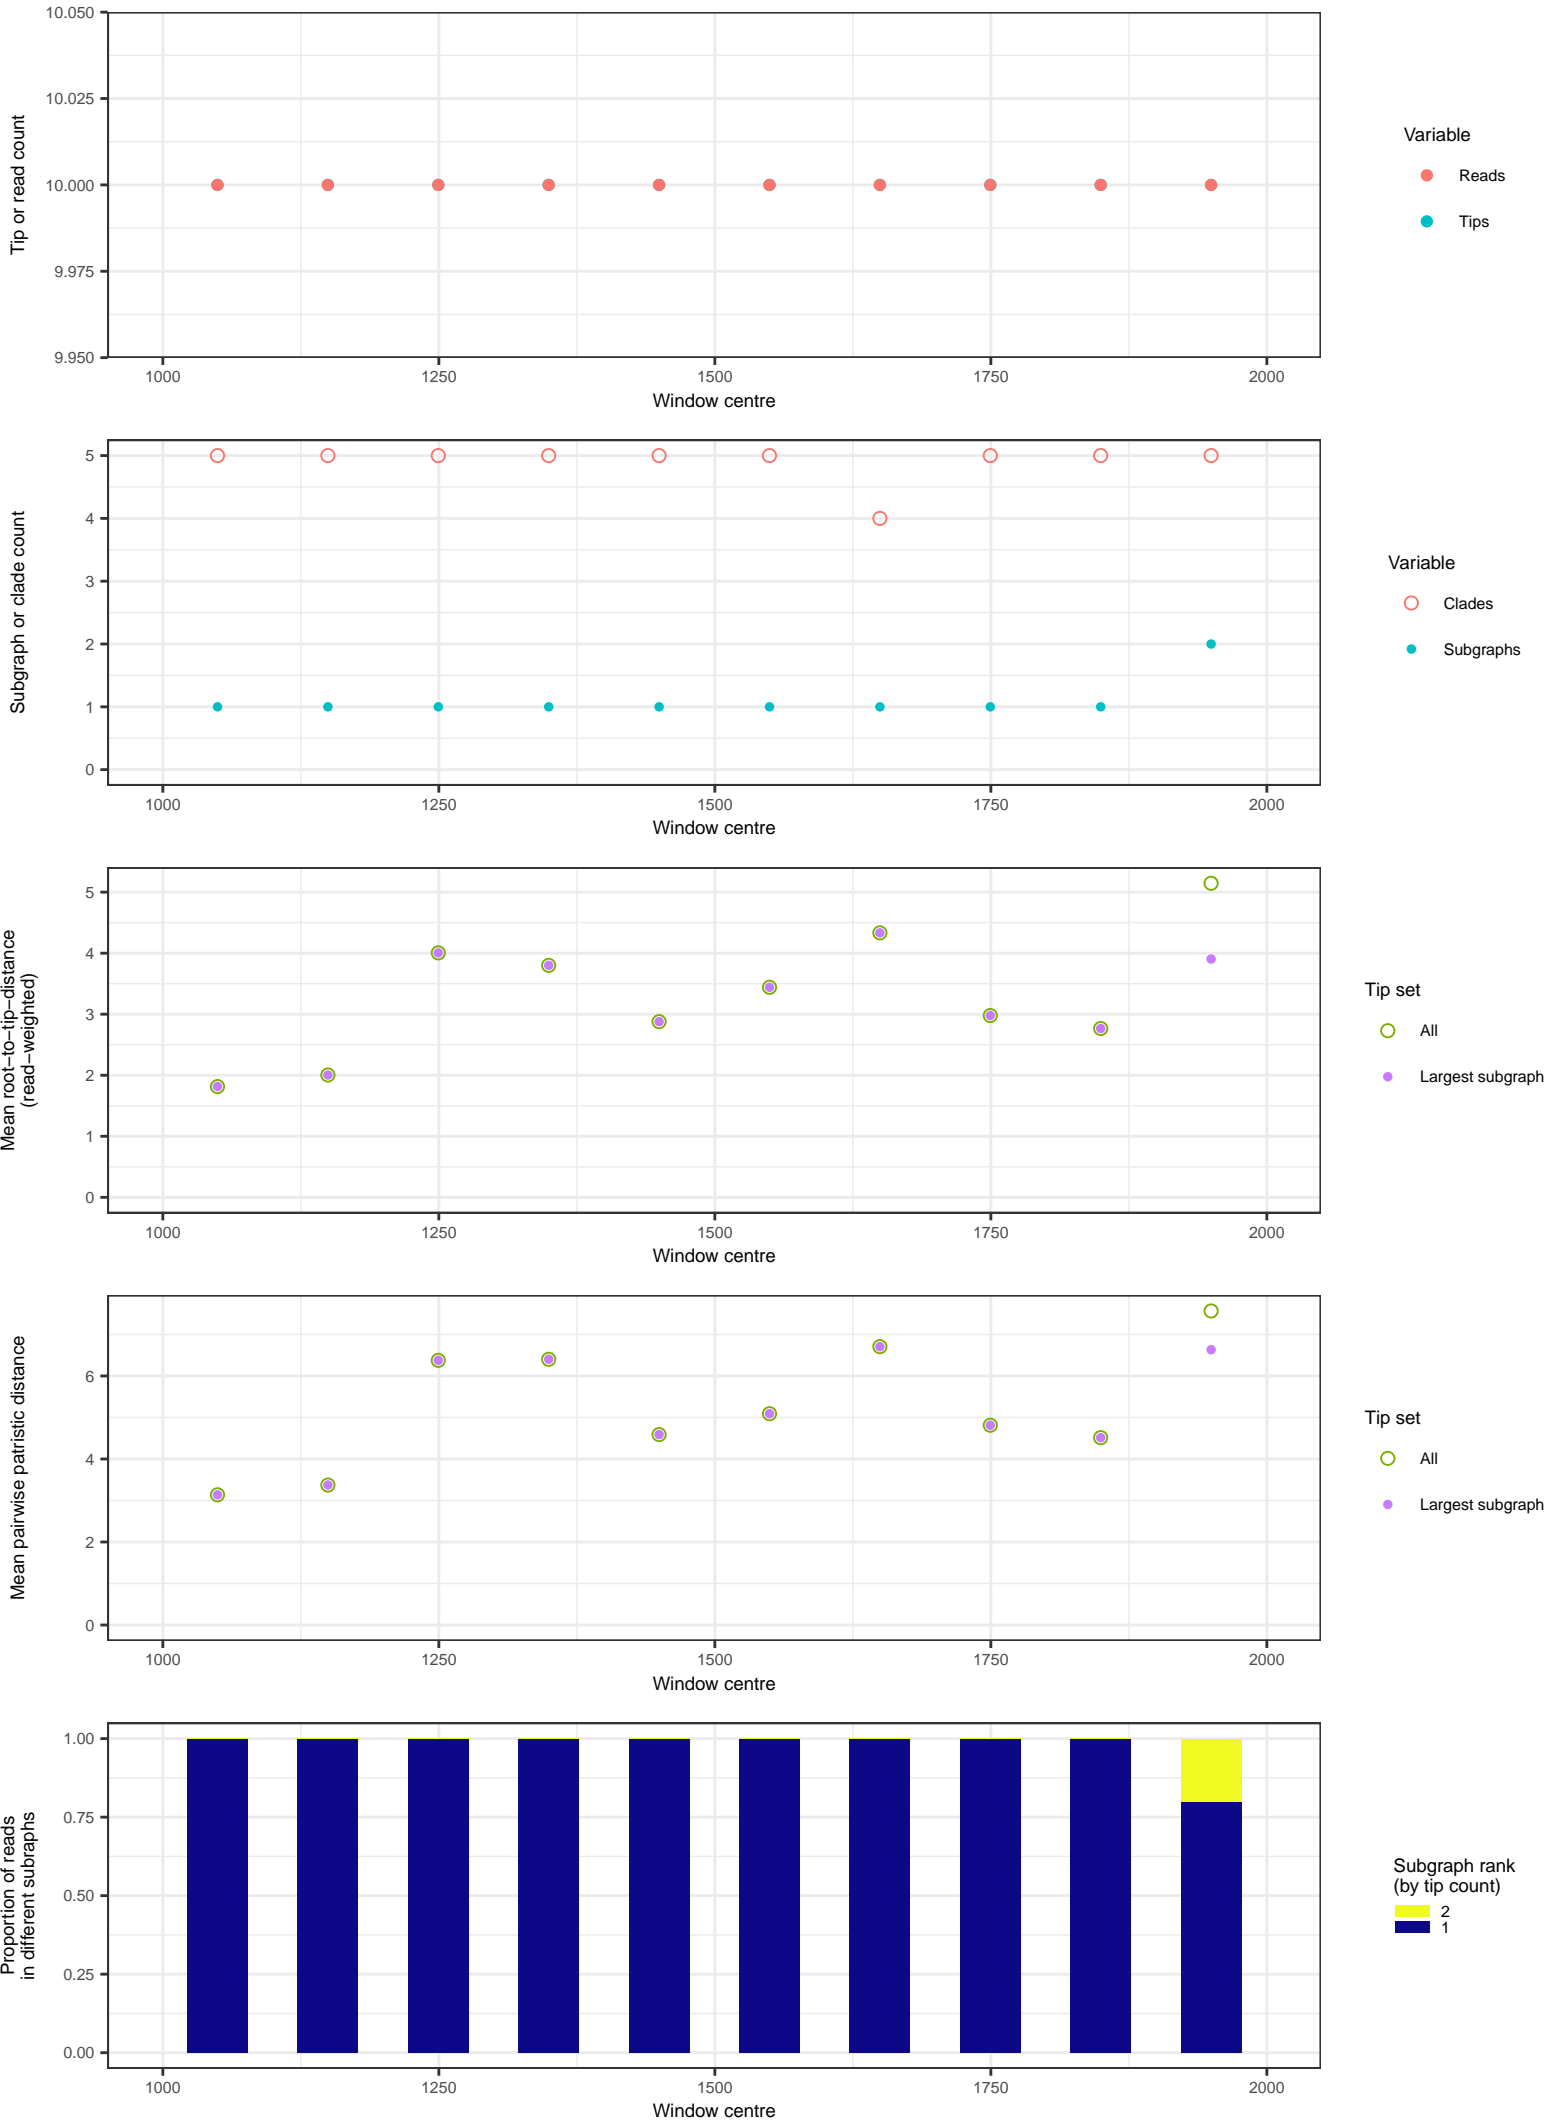 10.050
10.025
10.000
9.975
9.950
Tip or read count
1000 1250 1500 1750 2000
Window centre
Variable
Reads
Tips
5
4
3
2
1
0
Subgraph or clade count
1000 1250 1500 1750 2000
Window centre
Variable
Clades
Subgraphs
5
4
3
2
1
0
Mean root−to−tip−distance
(read−weighted)
1000 1250 1500 1750 2000
Window centre
Tip set
All
Largest subgraph
6
4
2
0
Mean pairwise patristic distance
1000 1250 1500 1750 2000
Window centre
Tip set
All
Largest subgraph
1.00
0.75
0.50
0.25
0.00
Proportion of reads
in different subraphs
1000 1250 1500 1750 2000
Window centre
Subgraph rank
(by tip count)
2
1